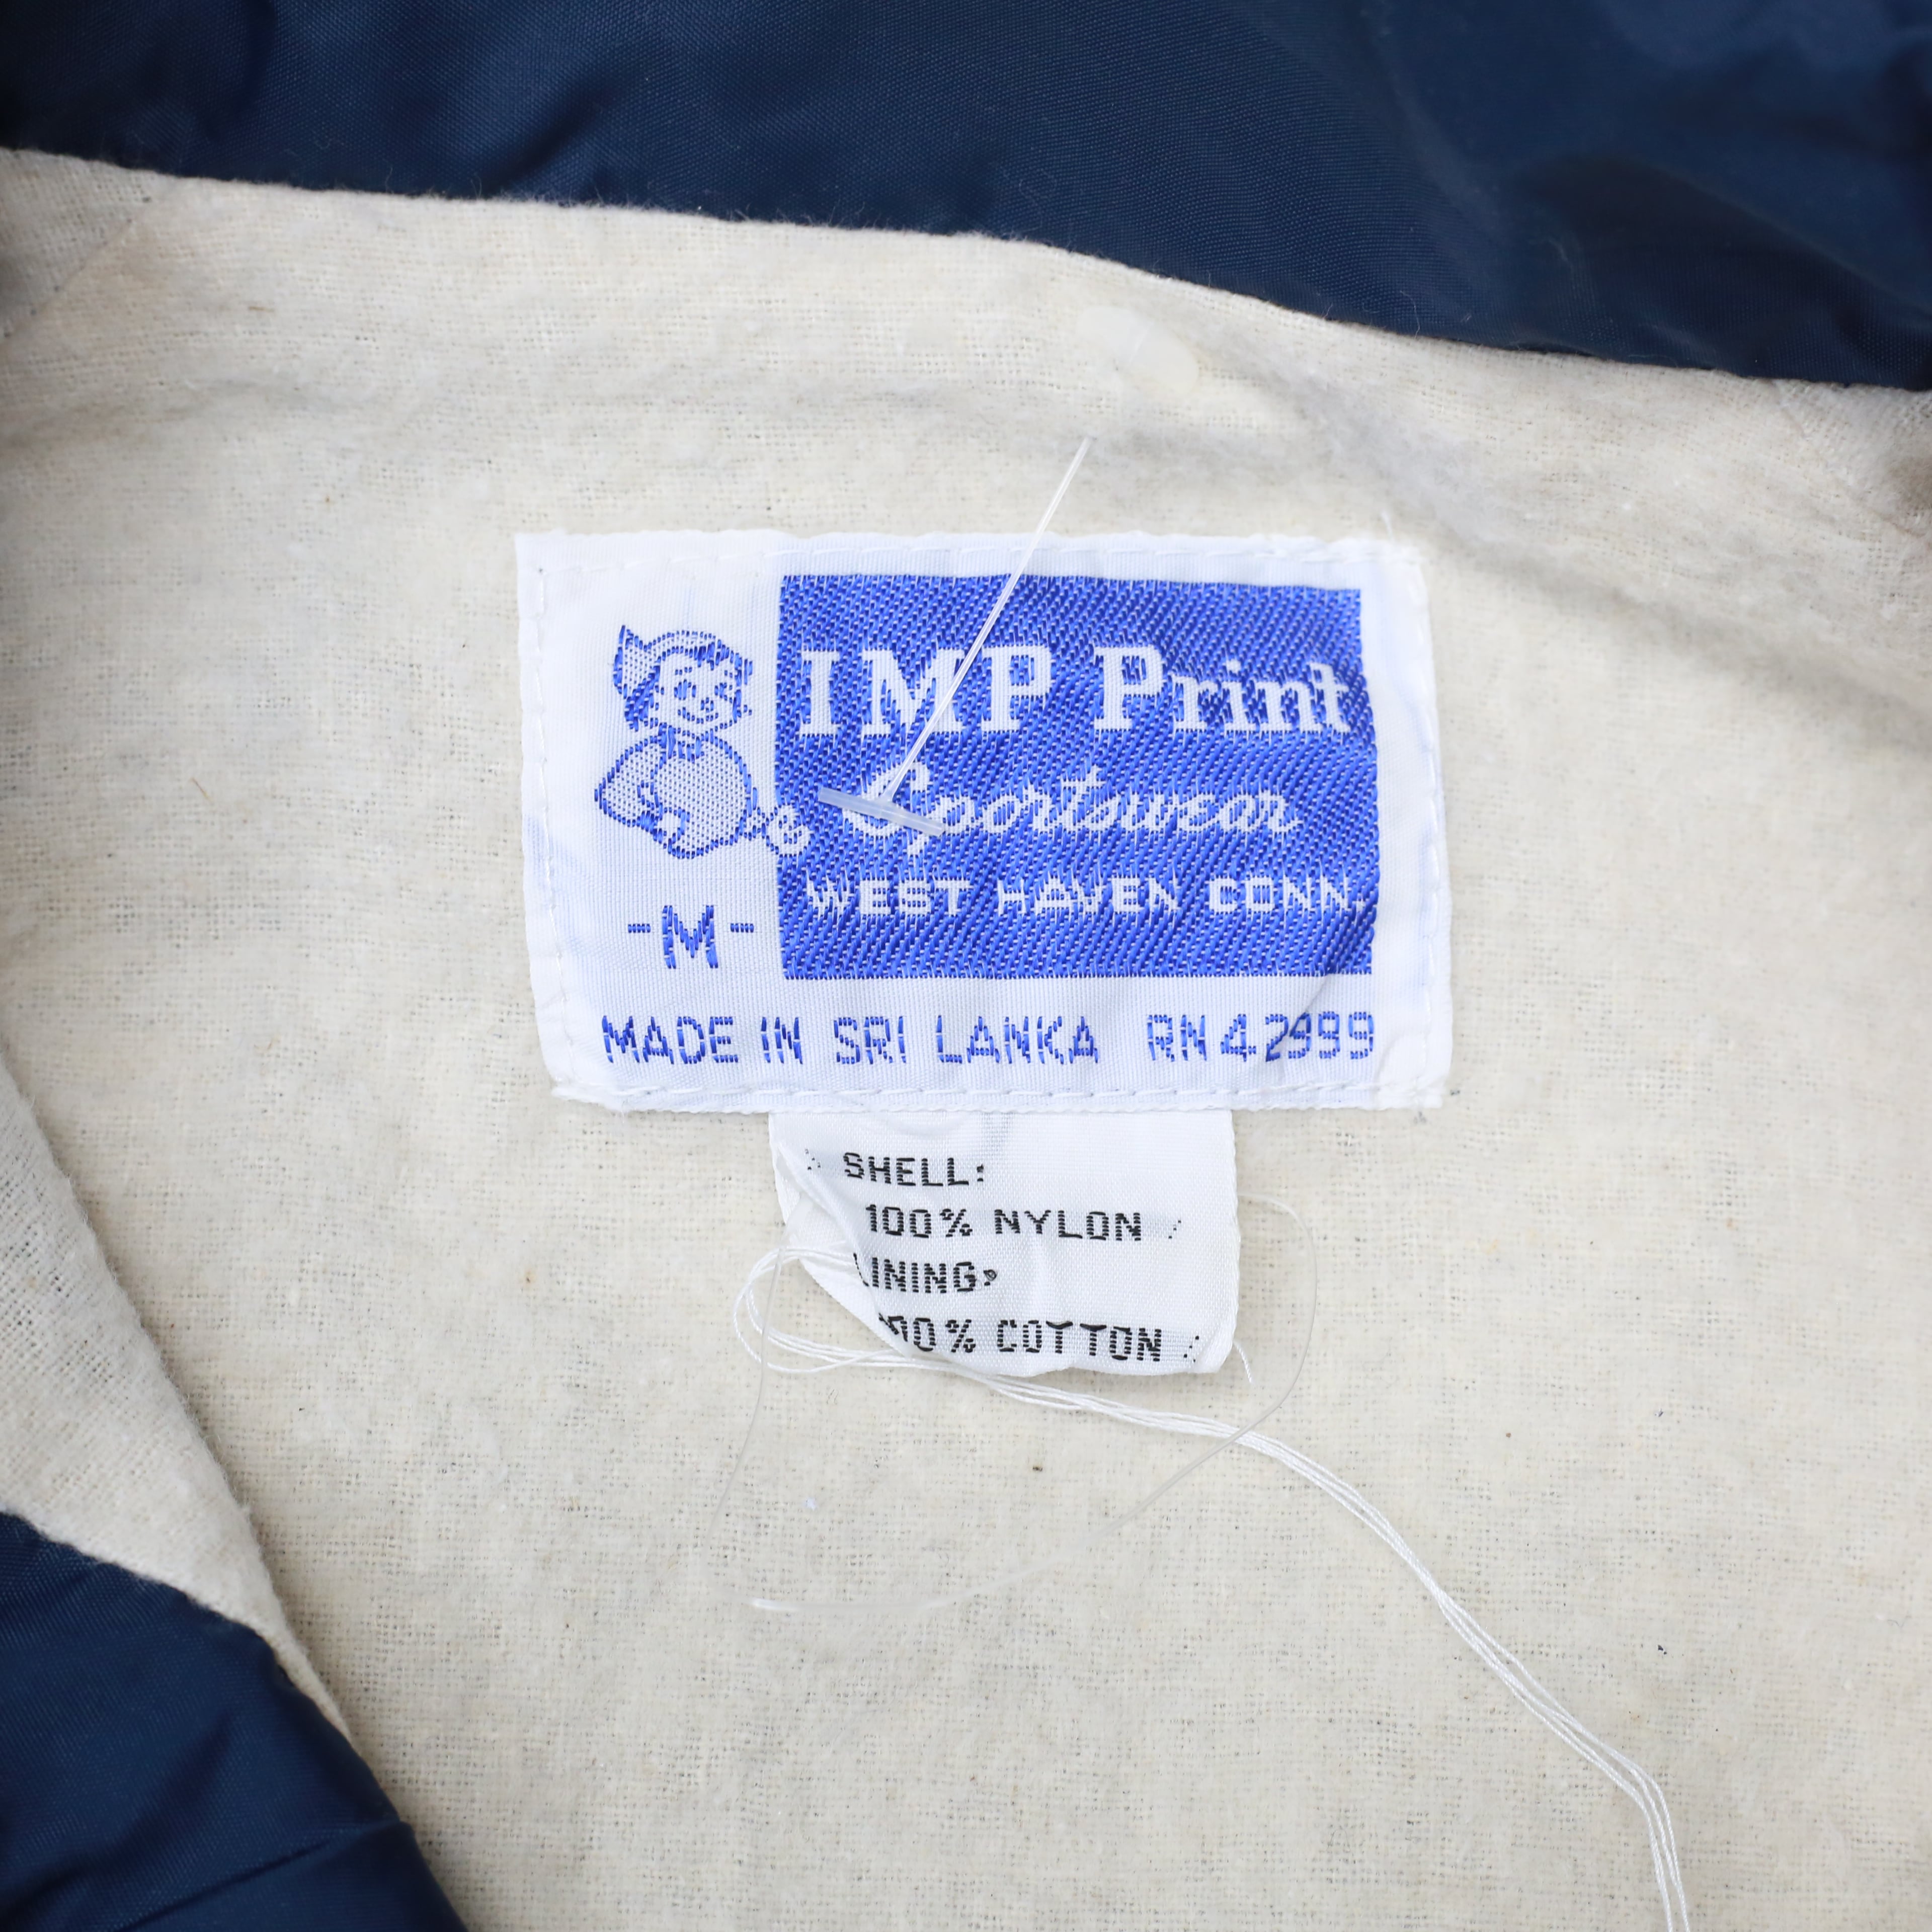 IMP Print
Sportswear
WEST HAVEN CONN.
-M-
MADE IN SRI LANKA RN 42999
SHELL:
100% NYLON
LINING:
100% COTTON